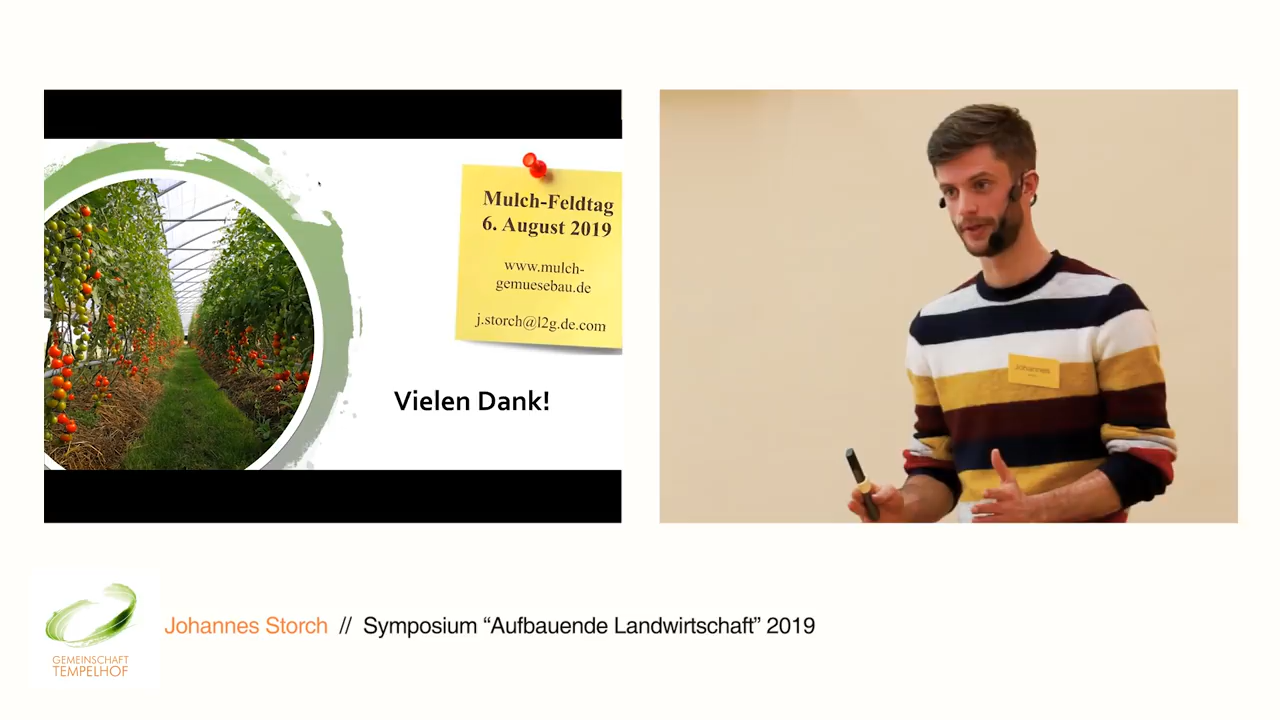 Mulch-Feldtag
6. August 2019
www.mulch-
gemuesebau.de
j.storch@l2g.de.com
Vielen Dank!
Johannes
Johannes Storch // Symposium “Aufbauende Landwirtschaft” 2019
GEMEINSCHAFT
TEMPELHOF